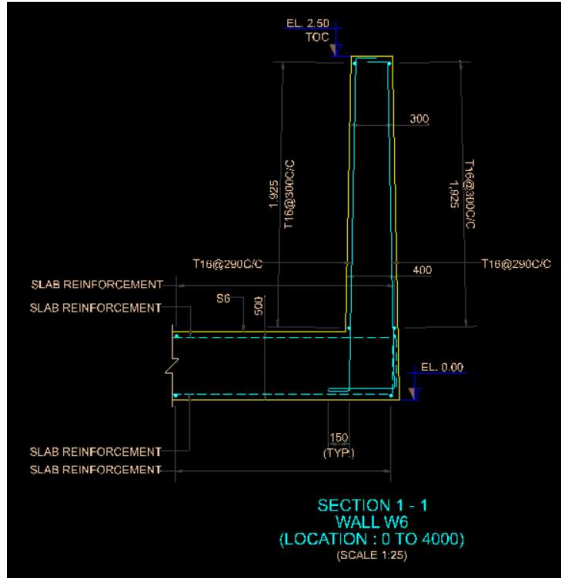 EL. 2.50
TOC
300
1,925
T16@300C/C
T16@300C/C
1,925
T16@290C/C
400
T16@290C/C
SLAB REINFORCEMENT
S6
500
SLAB REINFORCEMENT
EL. 0.00
150
(TYP.)
SLAB REINFORCEMENT
SLAB REINFORCEMENT
SECTION 1 - 1
WALL W6
(LOCATION : 0 TO 4000)
(SCALE 1:25)